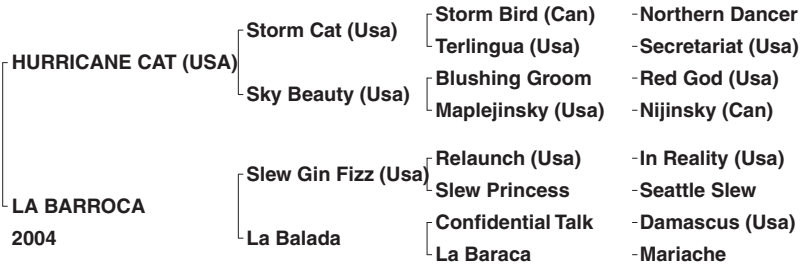 Storm Bird (Can) Northern Dancer
Storm Cat (Usa)
Terlingua (Usa) Secretariat (Usa)
HURRICANE CAT (USA)
Blushing Groom Red God (Usa)
Sky Beauty (Usa)
Maplejinsky (Usa) Nijinsky (Can)
Relaunch (Usa) In Reality (Usa)
Slew Gin Fizz (Usa)
Slew Princess Seattle Slew
LA BARROCA
Confidential Talk Damascus (Usa)
2004 La Balada
La Baraca Mariache